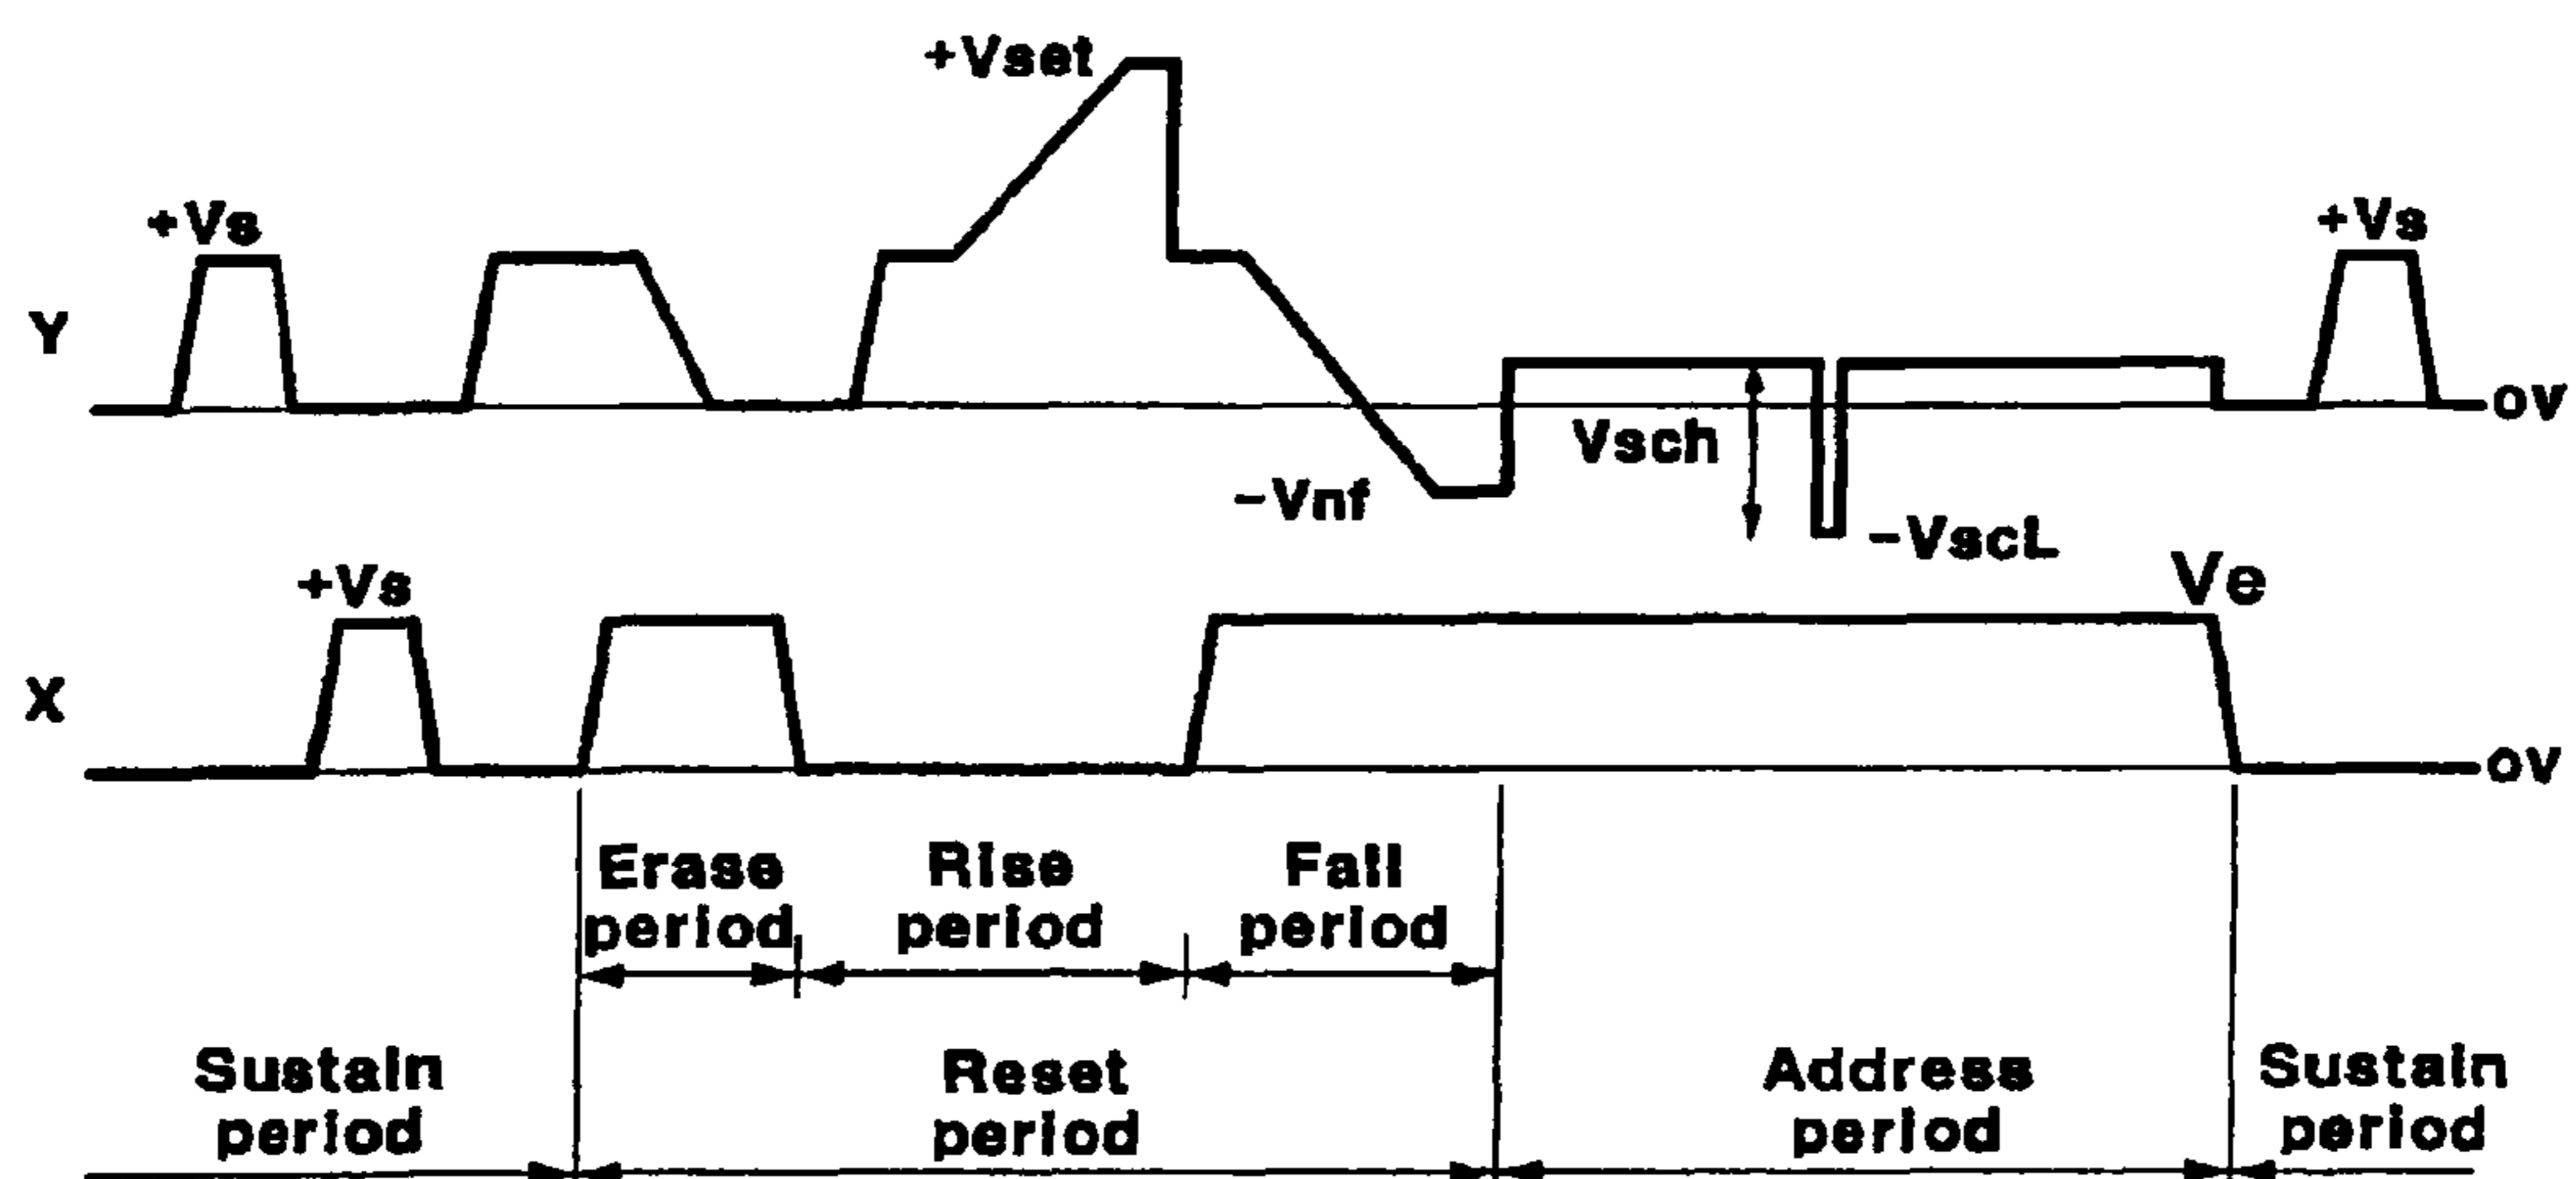 +Vset
+Vs
+Vs
Y
0V
Vsch
-Vnf
-VscL
+Vs
Ve
X
0V
Erase
period
Rise
period
Fall
period
Sustain
period
Reset
period
Address
period
Sustain
period